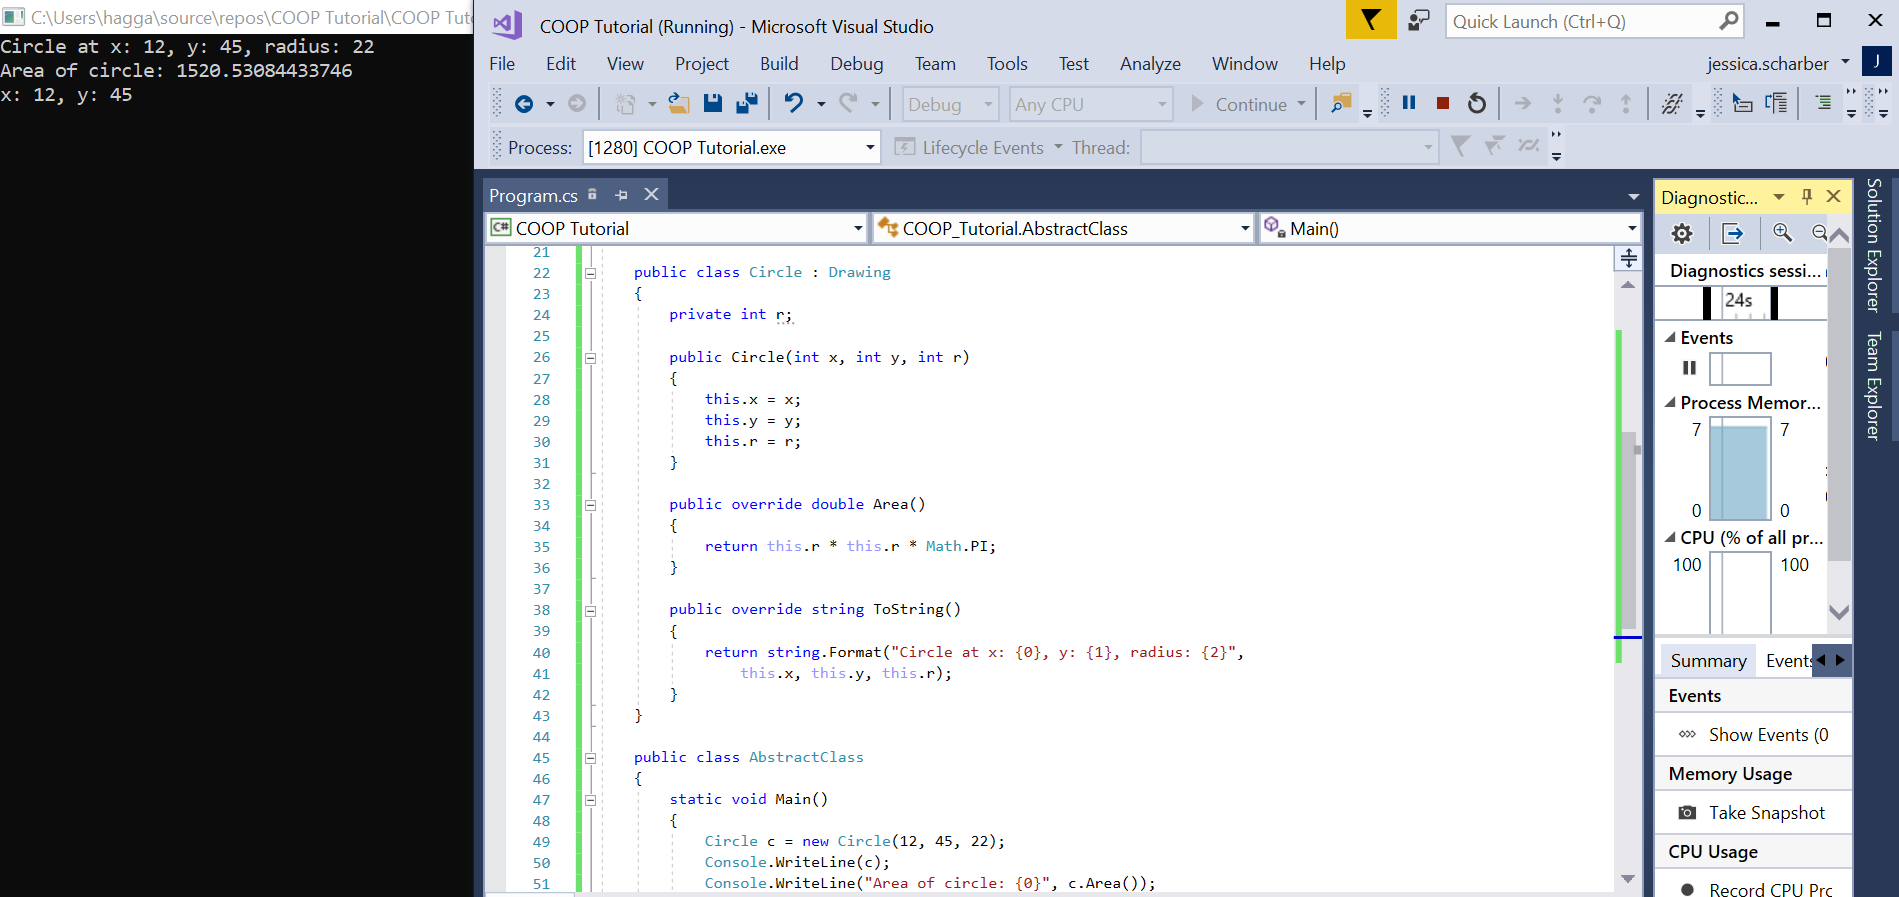 C:\Users\hagga\source\repos\COOP Tutorial\COOP Tut
Circle at x: 12, y: 45, radius: 22
Area of circle: 1520.53084433746
x: 12, y: 45
COOP Tutorial (Running) - Microsoft Visual Studio
Quick Launch (Ctrl+Q)
File Edit View Project Build Debug Team Tools Test Analyze Window Help
jessica.scharber J
Debug Any CPU Continue
Process: [1280] COOP Tutorial.exe Lifecycle Events Thread:
Program.cs
C# COOP Tutorial COOP_Tutorial.AbstractClass Main()
21
22 public class Circle : Drawing
23 {
24 private int r;
25
26 public Circle(int x, int y, int r)
27 {
28 this.x = x;
29 this.y = y;
30 this.r = r;
31 }
32
33 public override double Area()
34 {
35 return this.r * this.r * Math.PI;
36 }
37
38 public override string ToString()
39 {
40 return string.Format("Circle at x: {0}, y: {1}, radius: {2}",
41 this.x, this.y, this.r);
42 }
43 }
44
45 public class AbstractClass
46 {
47 static void Main()
48 {
49 Circle c = new Circle(12, 45, 22);
50 Console.WriteLine(c);
51 Console.WriteLine("Area of circle: {0}", c.Area());
Diagnostic...
Diagnostics sessi...
24s
Events
Process Memor...
7 7
0 0
CPU (% of all pr...
100 100
Summary Events
Events
Show Events (0
Memory Usage
Take Snapshot
CPU Usage
Record CPU Prc
Solution Explorer
Team Explorer